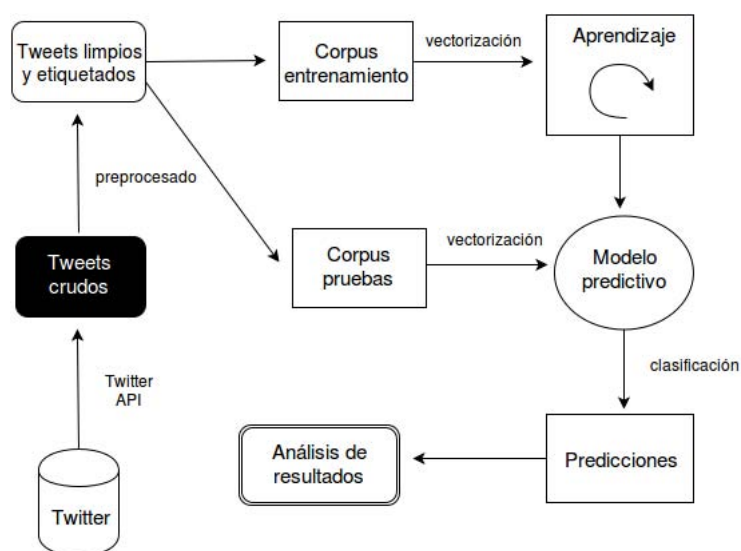 Tweets limpios
y etiquetados
Corpus
entrenamiento
vectorización
Aprendizaje
preprocesado
Tweets
crudos
Corpus
pruebas
vectorización
Modelo
predictivo
Twitter
API
clasificación
Análisis de
resultados
Predicciones
Twitter